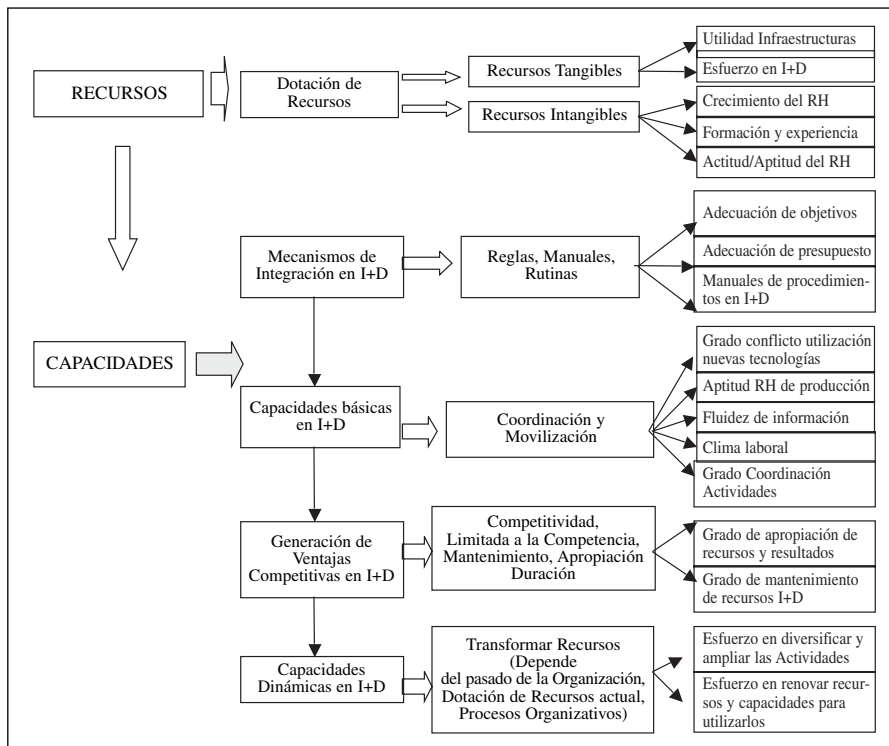 RECURSOS
Dotación de
Recursos
Recursos Tangibles
Utilidad Infraestructuras
Esfuerzo en I+D
Recursos Intangibles
Crecimiento del RH
Formación y experiencia
Actitud/Aptitud del RH
Mecanismos de
Integración en I+D
Reglas, Manuales,
Rutinas
Adecuación de objetivos
Adecuación de presupuesto
Manuales de procedimien-
tos en I+D
CAPACIDADES
Capacidades básicas
en I+D
Coordinación y
Movilización
Grado conflicto utilización
nuevas tecnologías
Aptitud RH de producción
Fluidez de información
Clima laboral
Grado Coordinación
Actividades
Generación de
Ventajas
Competitivas en I+D
Competitividad,
Limitada a la Competencia,
Mantenimiento, Apropiación
Duración
Grado de apropiación de
recursos y resultados
Grado de mantenimiento
de recursos I+D
Capacidades
Dinámicas en I+D
Transformar Recursos
(Depende
del pasado de la Organización,
Dotación de Recursos actual,
Procesos Organizativos)
Esfuerzo en diversificar y
ampliar las Actividades
Esfuerzo en renovar recur-
sos y capacidades para
utilizarlos